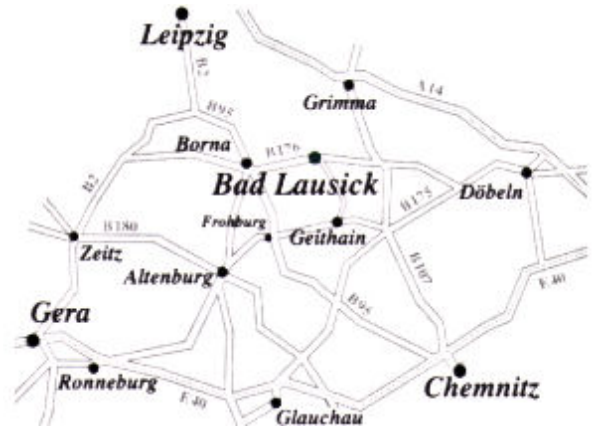 Leipzig
B2
B95
Grimma
A14
Borna
B176
Bad Lausick
Döbeln
B2
B175
B180
Frohburg
Geithain
Zeitz
Altenburg
B107
E 40
Gera
B95
Ronneburg
Chemnitz
E 40
Glauchau